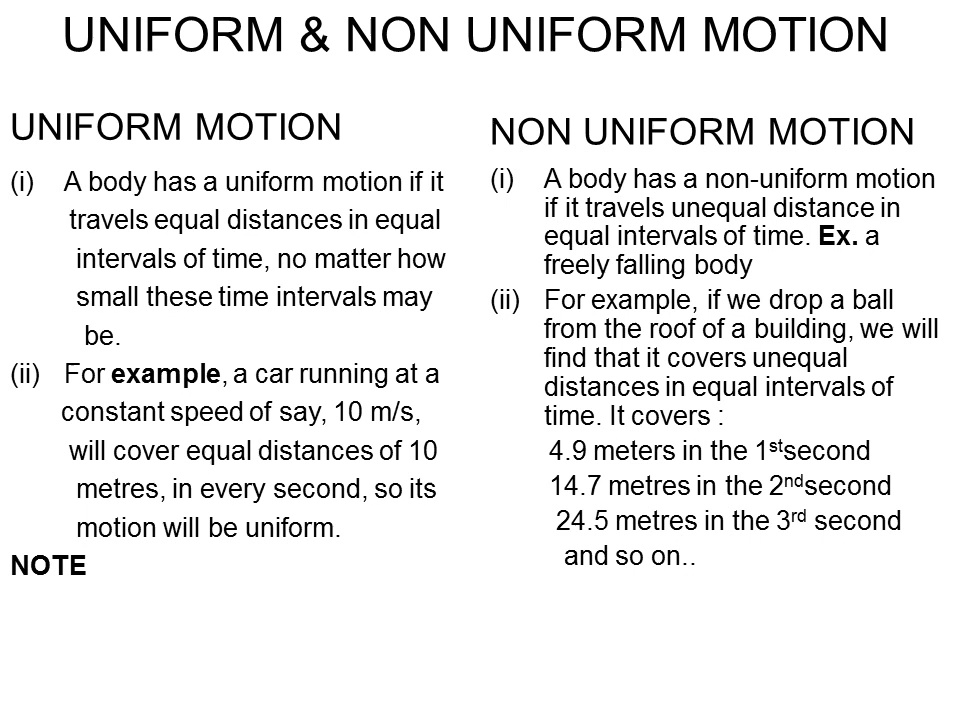 UNIFORM & NON UNIFORM MOTION
UNIFORM MOTION
(i) A body has a uniform motion if it
travels equal distances in equal
intervals of time, no matter how
small these time intervals may
be.
(ii) For example, a car running at a
constant speed of say, 10 m/s,
will cover equal distances of 10
metres, in every second, so its
motion will be uniform.
NOTE
NON UNIFORM MOTION
(i) A body has a non-uniform motion
if it travels unequal distance in
equal intervals of time. Ex. a
freely falling body
(ii) For example, if we drop a ball
from the roof of a building, we will
find that it covers unequal
distances in equal intervals of
time. It covers :
4.9 meters in the 1stsecond
14.7 metres in the 2ndsecond
24.5 metres in the 3rd second
and so on..